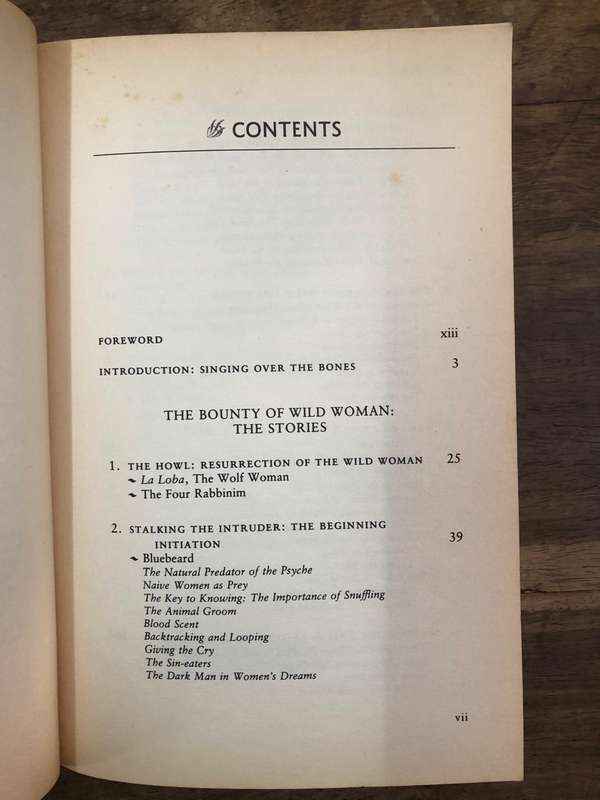 CONTENTS
FOREWORD xiii
INTRODUCTION: SINGING OVER THE BONES 3
THE BOUNTY OF WILD WOMAN:
THE STORIES
1. THE HOWL: RESURRECTION OF THE WILD WOMAN 25
La Loba, The Wolf Woman
The Four Rabbinim
2. STALKING THE INTRUDER: THE BEGINNING
INITIATION 39
Bluebeard
The Natural Predator of the Psyche
Naive Women as Prey
The Key to Knowing: The Importance of Snuffling
The Animal Groom
Blood Scent
Backtracking and Looping
Giving the Cry
The Sin-eaters
The Dark Man in Women's Dreams
vii